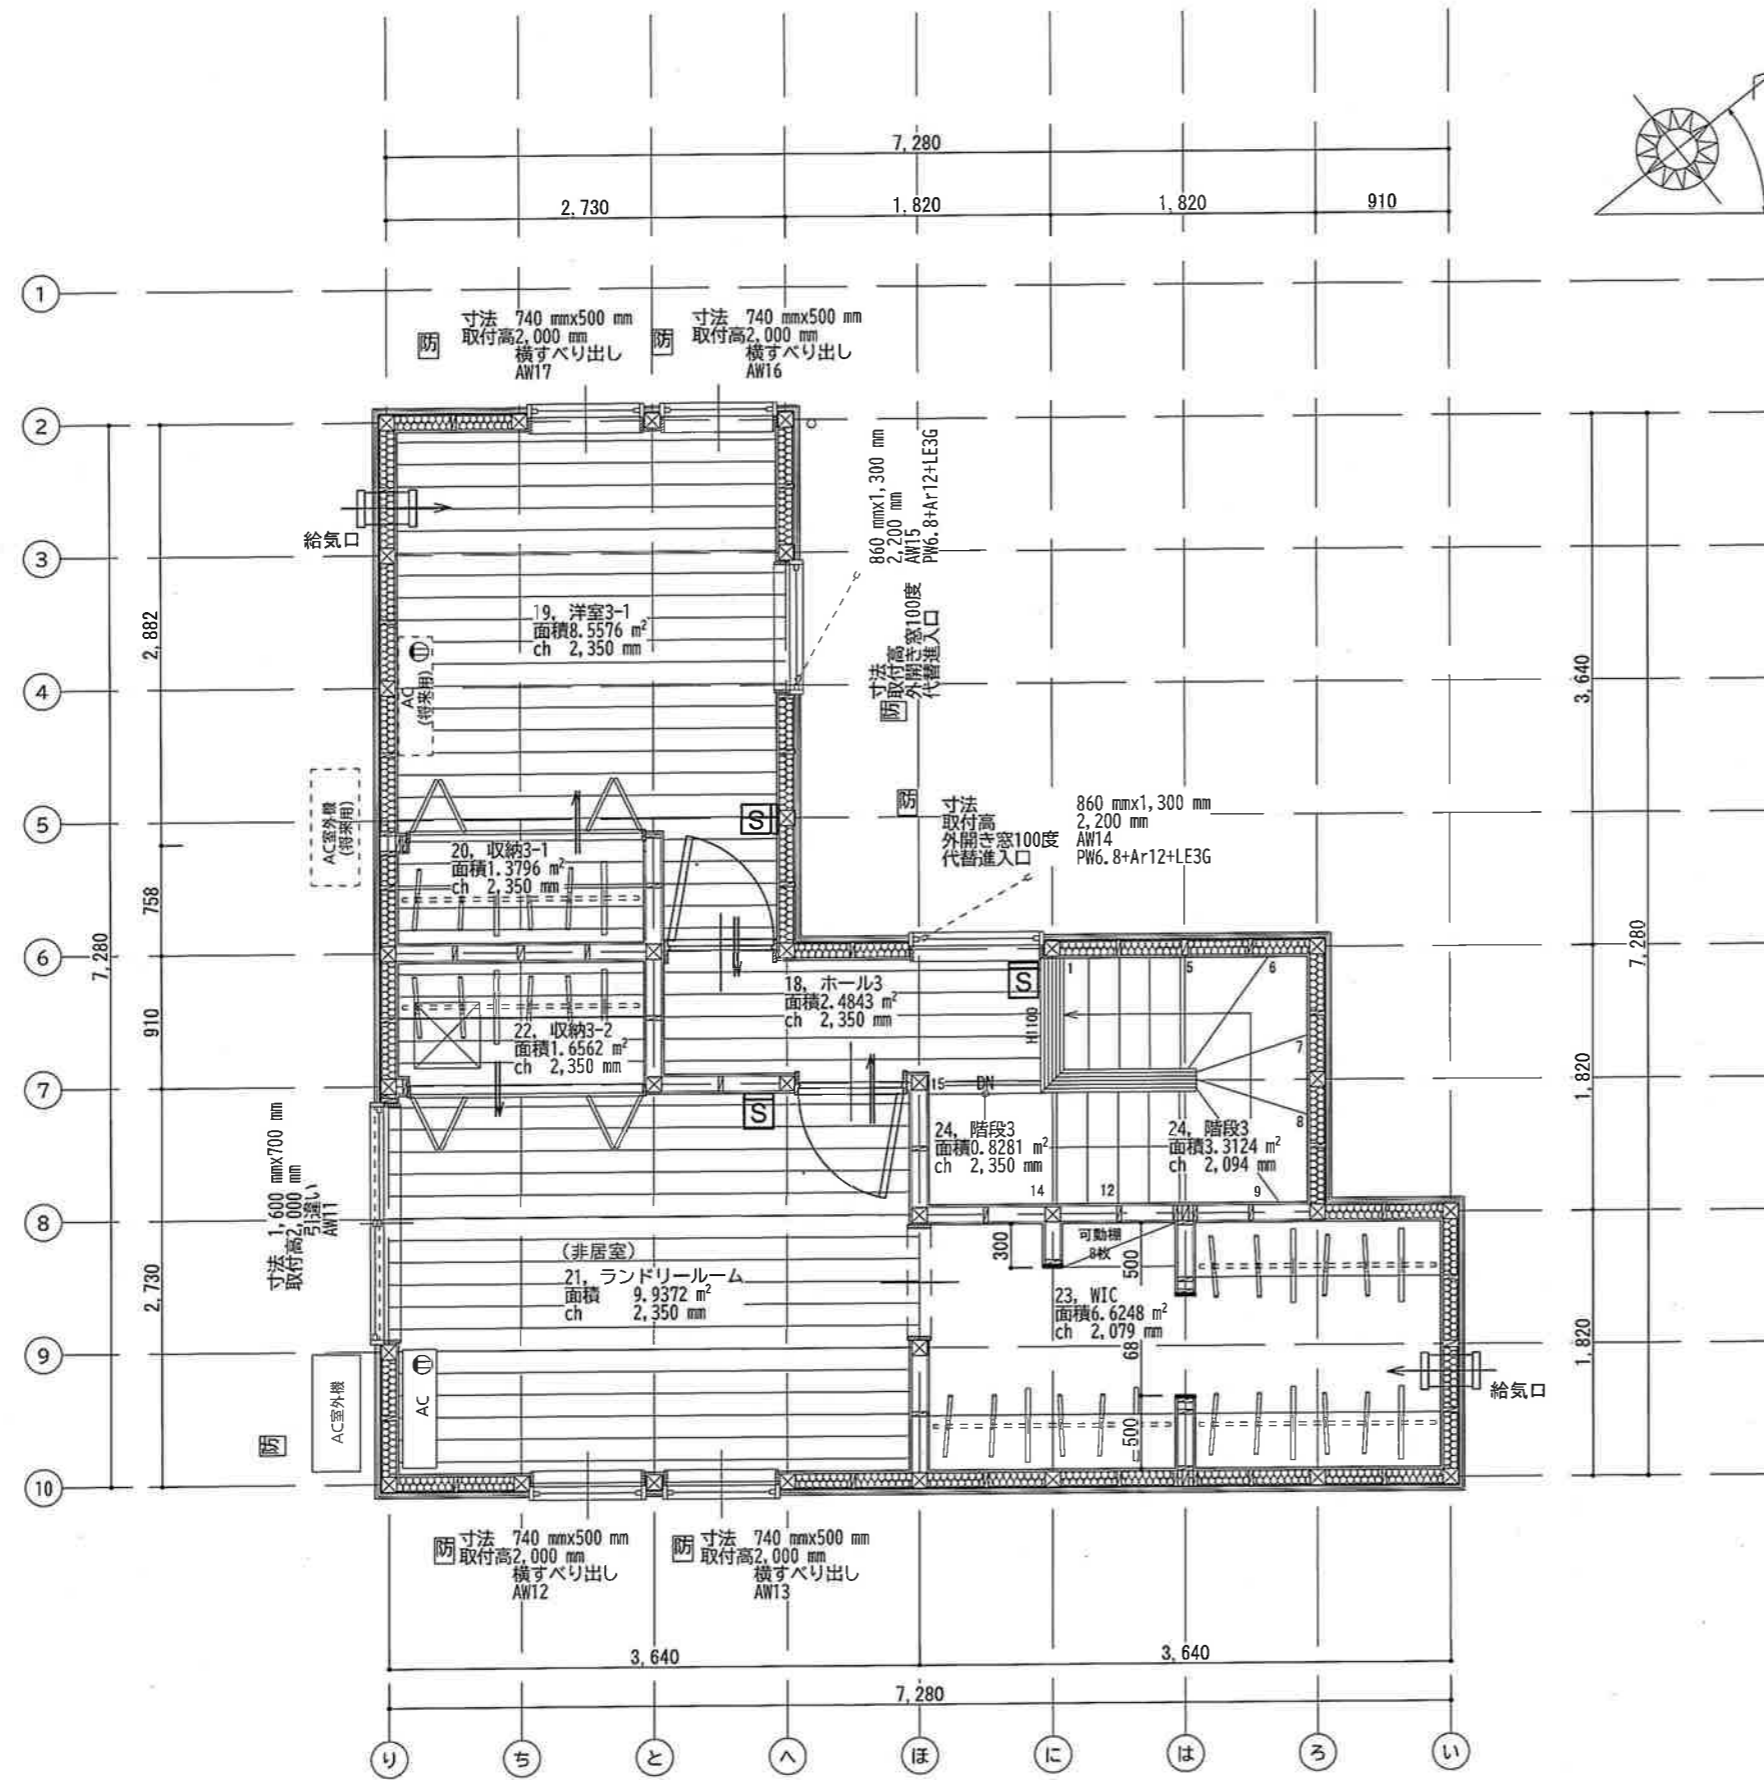 7,280
2,730
1,820
1,820
910
1
2
3
4
5
6
7
8
9
10
防
寸法 740 mmx500 mm
取付高2,000 mm
横すべり出し
AW17
防
寸法 740 mmx500 mm
取付高2,000 mm
横すべり出し
AW16
給気口
寸法 860 mmx1,300 mm
取付高 2,200 mm
外開き窓100度 AW15
代替進入口 PW6.8+Ar12+LE3G
防
19, 洋室3-1
面積8.5576 m²
ch 2,350 mm
AC
(将来用)
AC室外機
(将来用)
防
寸法 860 mmx1,300 mm
取付高 2,200 mm
外開き窓100度 AW14
代替進入口 PW6.8+Ar12+LE3G
S
20, 収納3-1
面積1.3796 m²
ch 2,350 mm
18, ホール3
面積2.4843 m²
ch 2,350 mm
S
H1100
1
5
6
7
8
9
12
14
15
DN
22, 収納3-2
面積1.6562 m²
ch 2,350 mm
S
24, 階段3
面積0.8281 m²
ch 2,350 mm
24, 階段3
面積3.3124 m²
ch 2,094 mm
寸法 1,600 mmx700 mm
取付高2,000 mm
引違い
AW11
防
(非居室)
21, ランドリールーム
面積 9.9372 m²
ch 2,350 mm
300
可動棚
8枚
500
23, WIC
面積6.6248 m²
ch 2,079 mm
68
500
給気口
AC室外機
AC
防
寸法 740 mmx500 mm
取付高2,000 mm
横すべり出し
AW12
防
寸法 740 mmx500 mm
取付高2,000 mm
横すべり出し
AW13
7,280
2,882
758
910
2,730
3,640
1,820
1,820
7,280
3,640
3,640
7,280
り
ち
と
へ
ほ
に
は
ろ
い